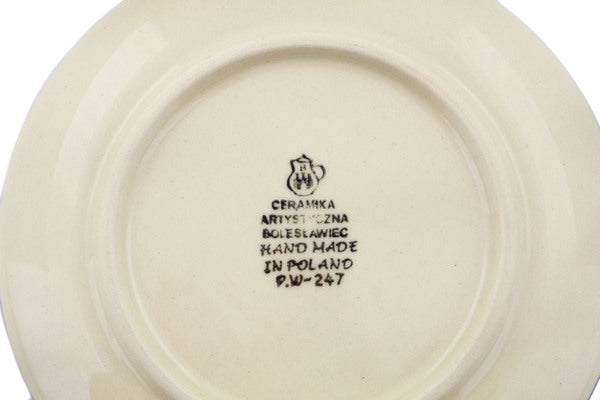 B
CERAMIKA
ARTYSTYCZNA
BOLESŁAWIEC
HAND MADE
IN POLAND
P.W-247